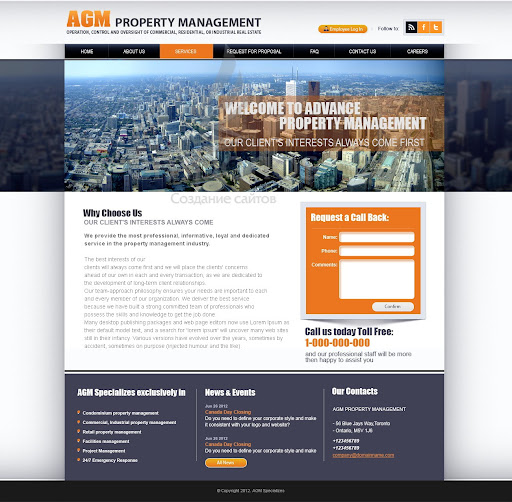 AGM PROPERTY MANAGEMENT
OPERATION, CONTROL AND OVERSIGHT OF COMMERCIAL, RESIDENTIAL, OR INDUSTRIAL REAL ESTATE
Employee Log In
Follow to:
HOME
ABOUT US
SERVICES
REQUEST FOR PROPOSAL
FAQ
CONTACT US
CAREERS
WELCOME TO ADVANCE
PROPERTY MANAGEMENT
OUR CLIENT'S INTERESTS ALWAYS COME FIRST
Создание сайтов
Why Choose Us
OUR CLIENT'S INTERESTS ALWAYS COME
We provide the most professional, informative, legal and dedicated
service in the property management industry.
The best interests of our
clients will always come first and we will place the clients' concerns
ahead of our own in each and every transaction, as we are dedicated to
the development of long-term client relationships.
Our team-approach philosophy ensures your needs are important to each
and every member of our organization. We deliver the best service
because we have built a strong committed team of professionals who
possess the skills and knowledge to get the job done.
Many desktop publishing packages and web page editors now use Lorem Ipsum as
their default model text, and a search for "lorem ipsum" will uncover many web sites
still in their infancy. Various versions have evolved over the years, sometimes by
accident, sometimes on purpose (injected humour and the like)
Request a Call Back:
Name:
Phone:
Comments:
Confirm
Call us today Toll Free:
1-000-000-000
and our professional staff will be more
then happy to assist you
AGM Specializes exclusively in
Condominium property management
Commercial, Industrial property management
Retail property management
Facilities management
Project Management
24/7 Emergency Response
News & Events
Jun 26 2012
Canada Day Closing
Do you need to define your corporate style and make
it consistent with your logo and website?
Jun 26 2012
Canada Day Closing
Do you need to define your corporate style and make
All News
Our Contacts
AGM PROPERTY MANAGEMENT
- 56 Blue Jays Way,Toronto
- Ontario, M5V 1J6
+123456789
+123456789
company@domainname.com
© Copyright 2012. AGM Specializes